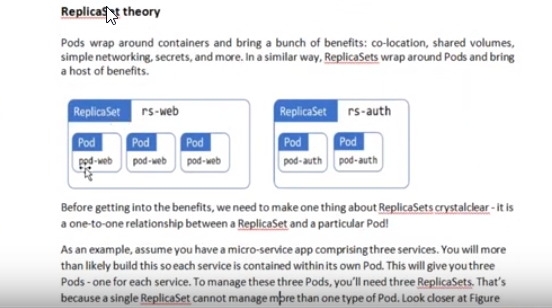 ReplicaSet theory
Pods wrap around containers and bring a bunch of benefits: co-location, shared volumes,
simple networking, secrets, and more. In a similar way, ReplicaSets wrap around Pods and bring
a host of benefits.
ReplicaSet rs-web ReplicaSet rs-auth
Pod Pod Pod Pod Pod
pod-web pod-web pod-web pod-auth pod-auth
Before getting into the benefits, we need to make one thing about ReplicaSets crystalclear - it is
a one-to-one relationship between a ReplicaSet and a particular Pod!
As an example, assume you have a micro-service app comprising three services. You will more
than likely build this so each service is contained within its own Pod. This will give you three
Pods - one for each service. To manage these three Pods, you'll need three ReplicaSets. That's
because a single ReplicaSet cannot manage more than one type of Pod. Look closer at Figure